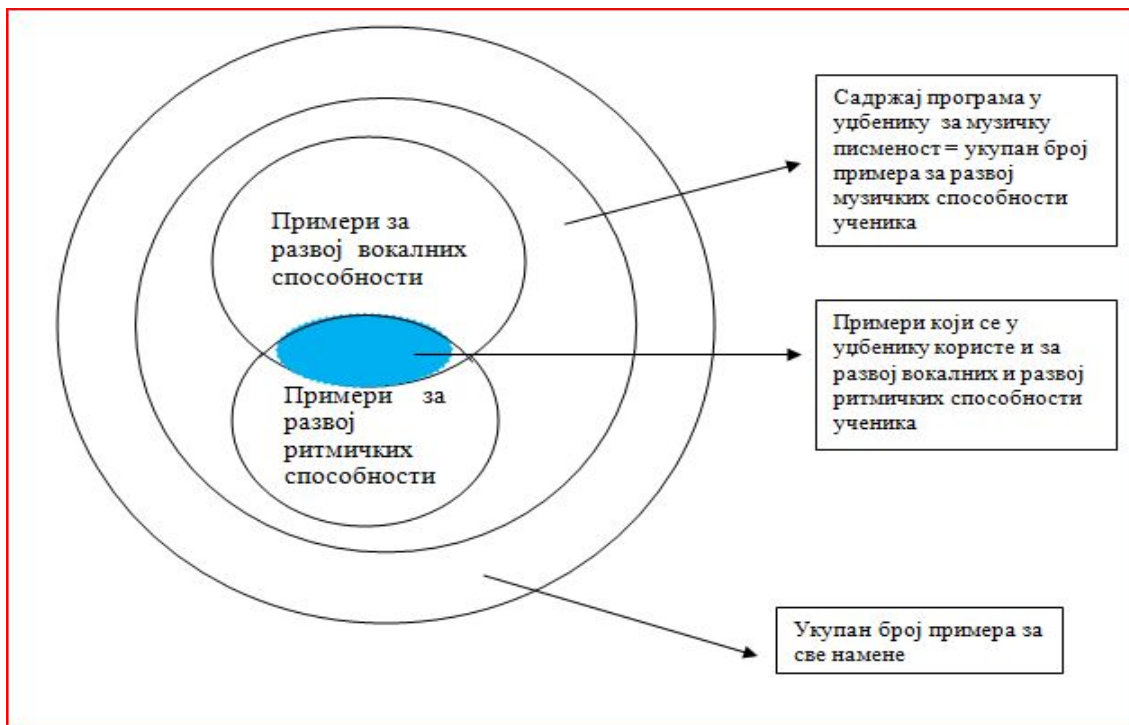 Садржај програма у
уџбенику за музичку
писменост = укупан број
примера за развој
музичких способности
ученика
Примери за
развој вокалних
способности
Примери који се у
уџбенику користе и за
развој вокалних и развој
ритмичких способности
ученика
Примери за
развој
ритмичких
способности
Укупан број примера за
све намене